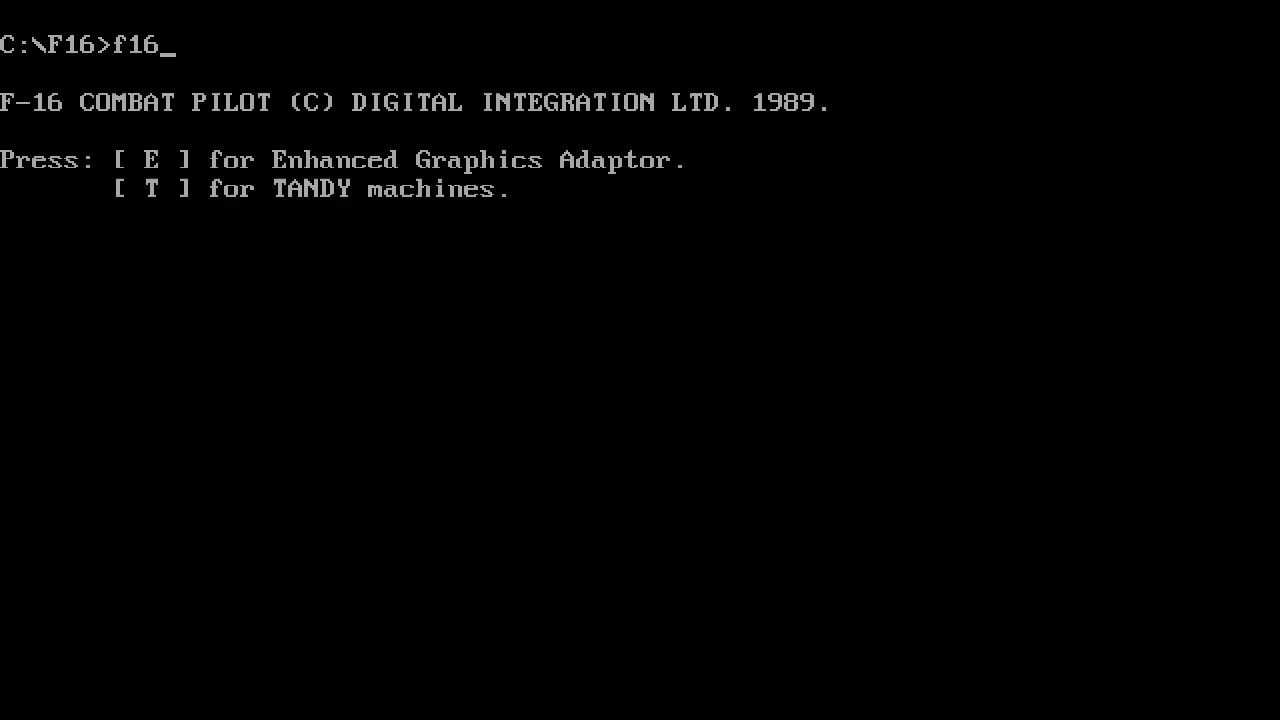 C:\F16>f16_
F-16 COMBAT PILOT (C) DIGITAL INTEGRATION LTD. 1989.
Press: [ E ] for Enhanced Graphics Adaptor.
[ T ] for TANDY machines.